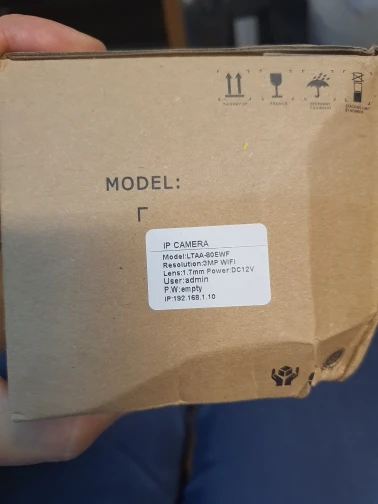 MODEL:
IP CAMERA
Model:LTAA-80EWF
Resolution:3MP WIFI
Lens:1.7mm Power:DC12V
User:admin
P.W:empty
IP:192.168.1.10